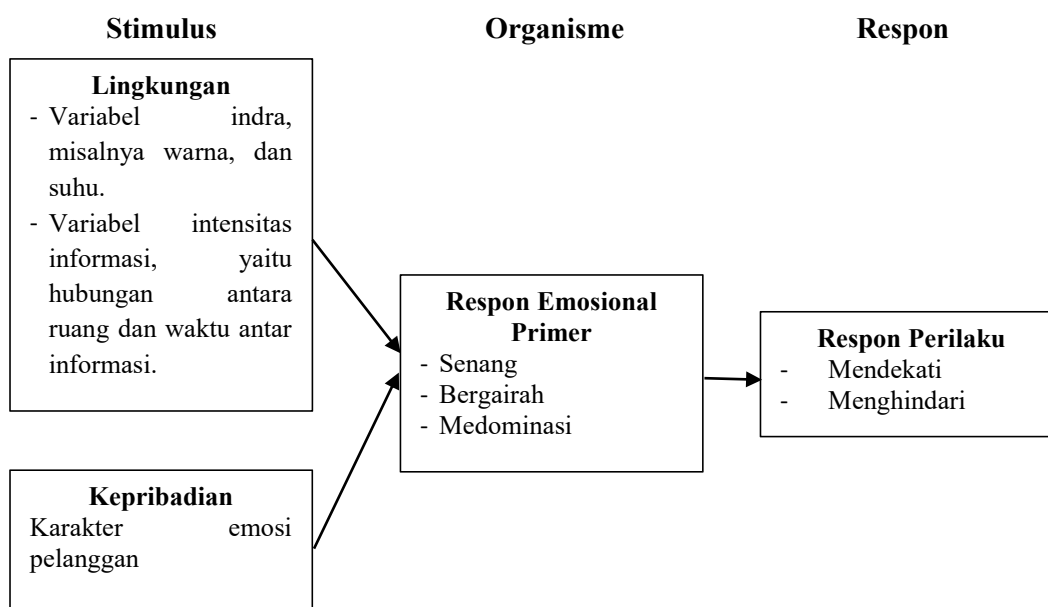 Stimulus
Organisme
Respon
Lingkungan
- Variabel indra,
misalnya warna, dan
suhu.
- Variabel intensitas
informasi, yaitu
hubungan antara
ruang dan waktu antar
informasi.
Kepribadian
Karakter emosi
pelanggan
Respon Emosional
Primer
- Senang
- Bergairah
- Medominasi
Respon Perilaku
- Mendekati
- Menghindari